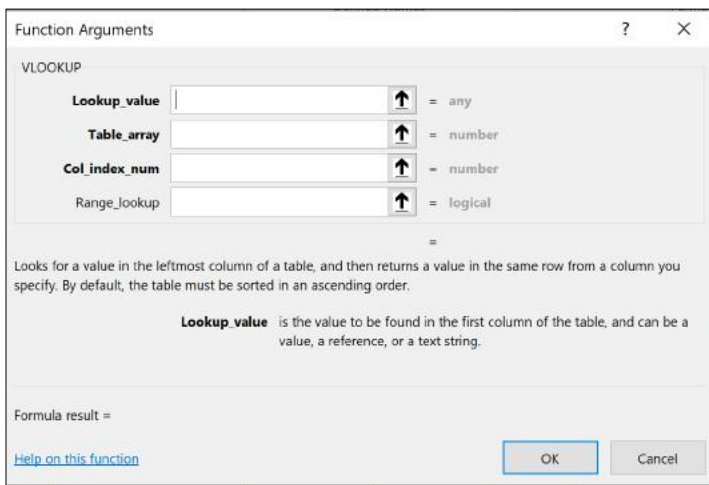 Function Arguments ? ×
VLOOKUP
Lookup_value = any
Table_array = number
Col_index_num = number
Range_lookup = logical
=
Looks for a value in the leftmost column of a table, and then returns a value in the same row from a column you
specify. By default, the table must be sorted in an ascending order.
Lookup_value is the value to be found in the first column of the table, and can be a
value, a reference, or a text string.
Formula result =
Help on this function OK Cancel